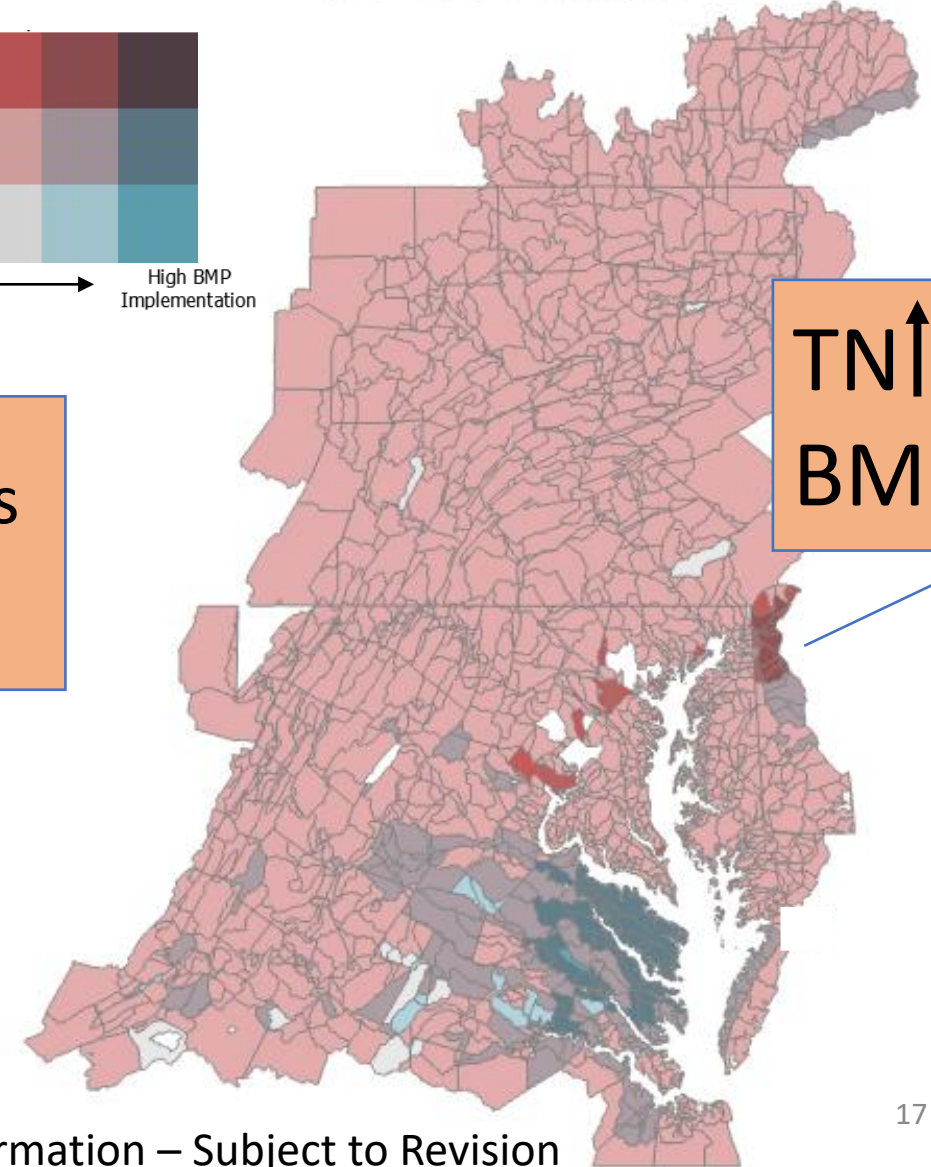 High BMP
Implementation
s
TN↑
BM
17
rmation – Subject to Revision